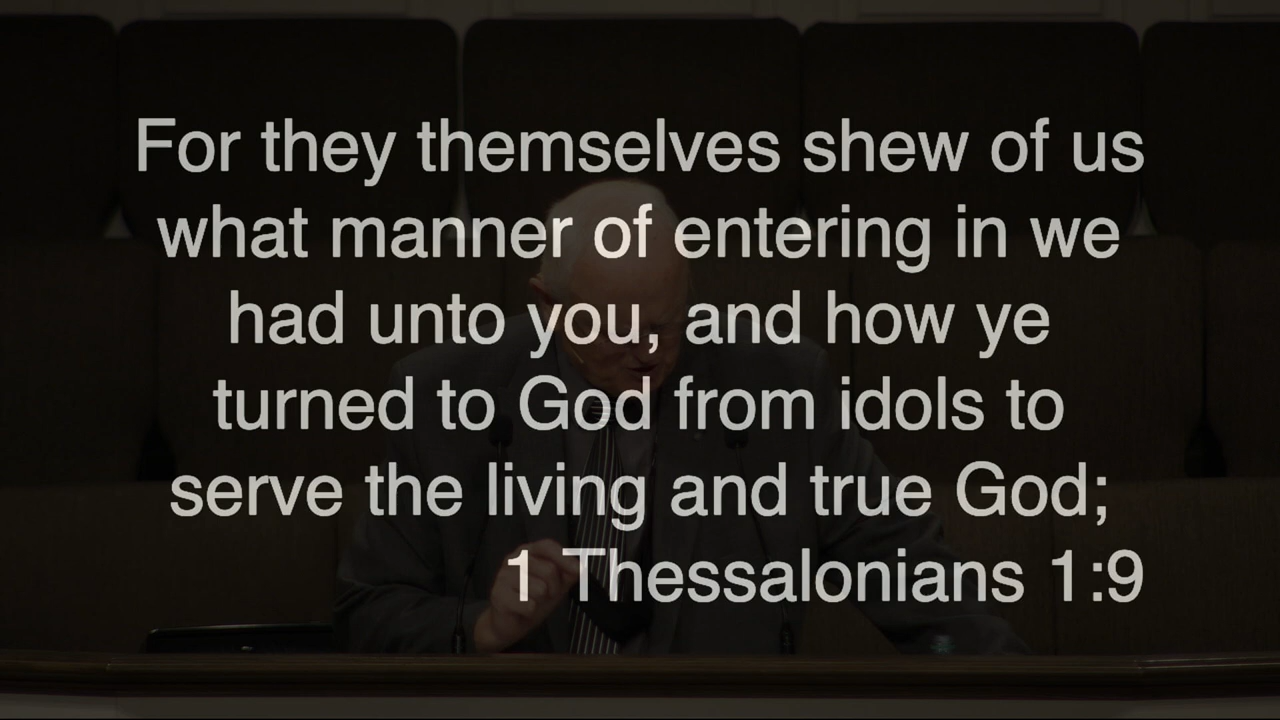 For they themselves shew of us
what manner of entering in we
had unto you, and how ye
turned to God from idols to
serve the living and true God;
1 Thessalonians 1:9